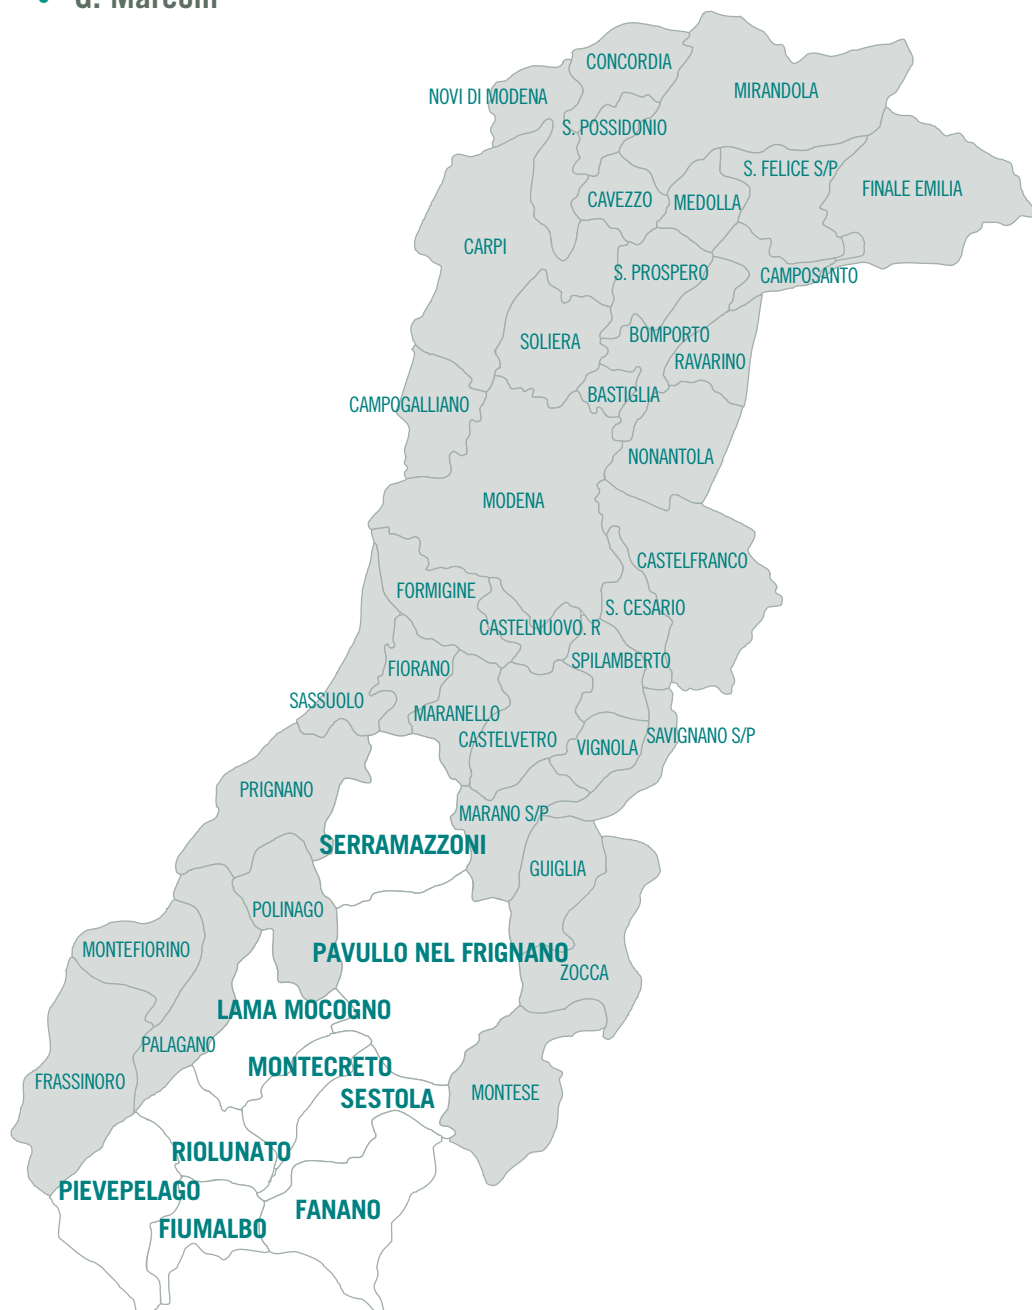 • G. Marconi
CONCORDIA
MIRANDOLA
NOVI DI MODENA
S. POSSIDONIO
S. FELICE S/P
FINALE EMILIA
CAVEZZO
MEDOLLA
CARPI
S. PROSPERO
CAMPOSANTO
SOLIERA
BOMPORTO
RAVARINO
BASTIGLIA
CAMPOGALLIANO
NONANTOLA
MODENA
CASTELFRANCO
FORMIGINE
S. CESARIO
CASTELNUOVO. R
SPILAMBERTO
FIORANO
SASSUOLO
MARANELLO
CASTELVETRO
SAVIGNANO S/P
VIGNOLA
PRIGNANO
MARANO S/P
SERRAMAZZONI
GUIGLIA
POLINAGO
MONTEFIORINO
PAVULLO NEL FRIGNANO
ZOCCA
LAMA MOCOGNO
PALAGANO
MONTECRETO
FRASSINORO
SESTOLA
MONTESE
RIOLUNATO
PIEVEPELAGO
FANANO
FIUMALBO